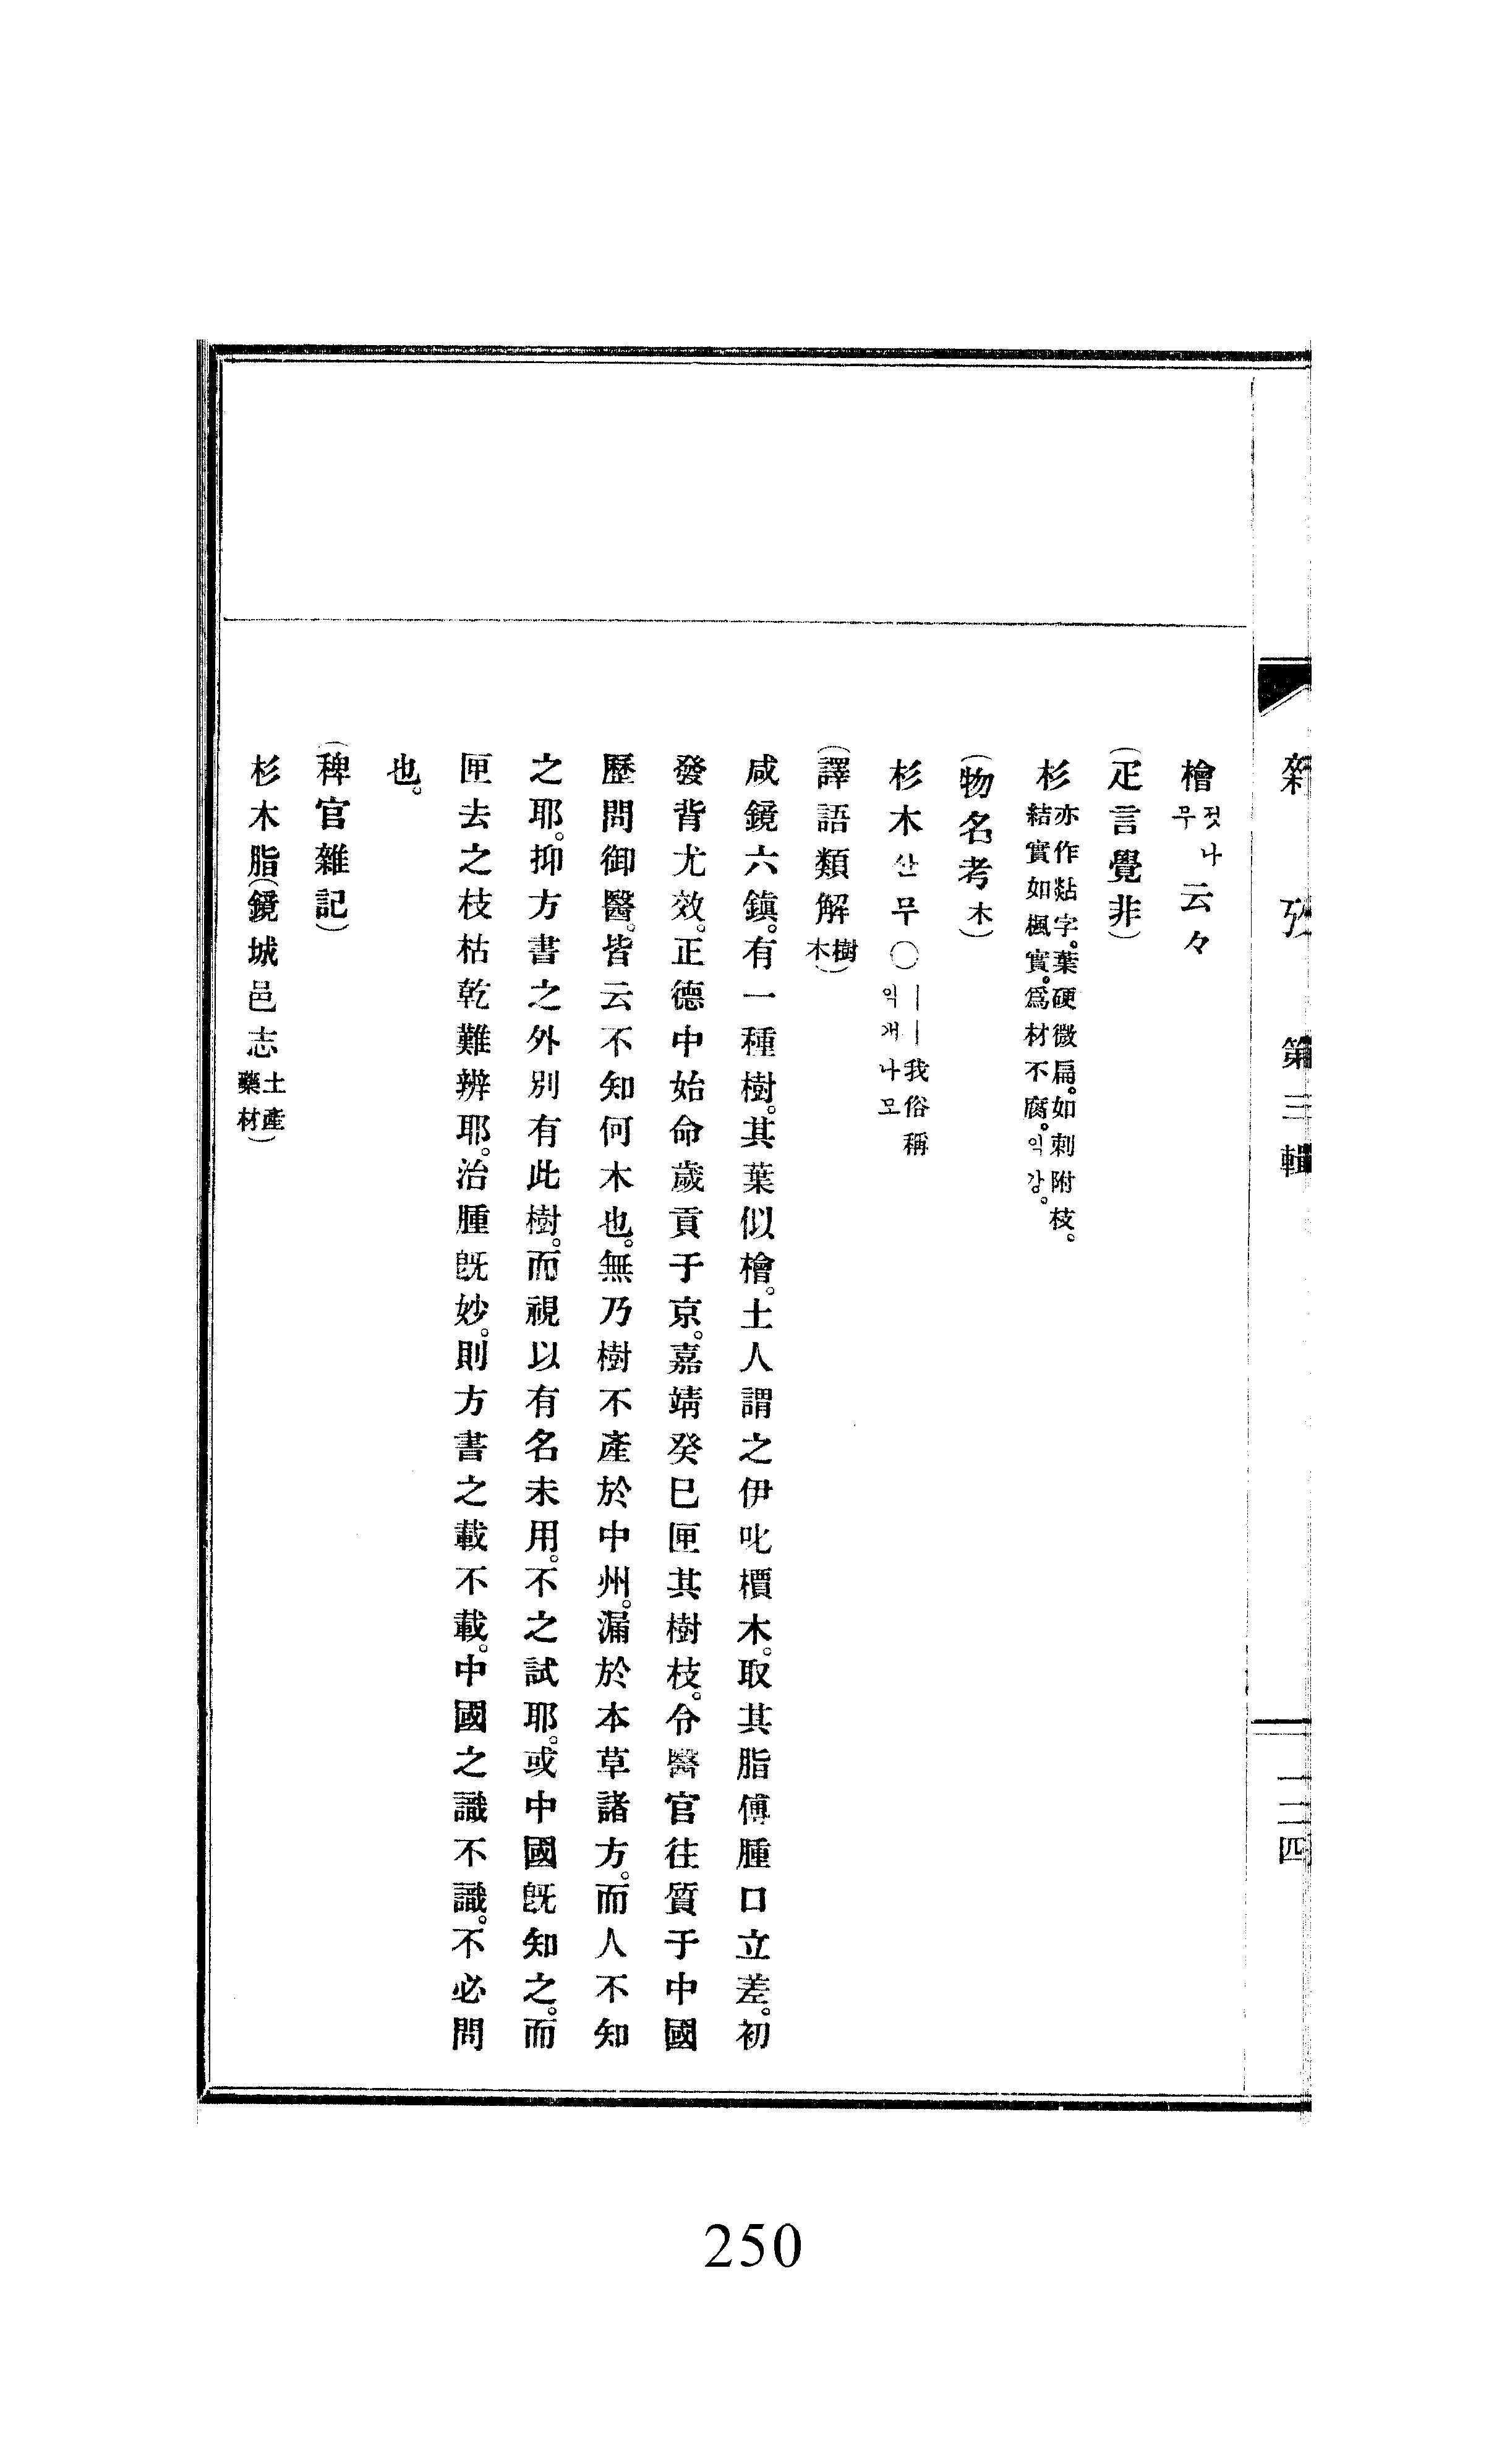 雜攷 第三輯
一二四
檜젓나무云々
(疋言覺非)
杉亦作煔字。葉硬微扁。如刺附枝。
結實如楓實。爲材不腐。익강。
(物名考木)
杉木산무○丨丨我俗稱
익개나모
(譯語類解樹木)
咸鏡六鎭。有一種樹。其葉似檜。土人謂之伊叱檟木。取其脂傅腫口立差。初
發背尤效。正德中始命歲貢于京。嘉靖癸巳匣其樹枝。令醫官往質于中國
歷問御醫。皆云不知何木也。無乃樹不產於中州。漏於本草諸方。而人不知
之耶。抑方書之外別有此樹。而視以有名未用。不之試耶。或中國旣知之。而
匣去之枝枯乾難辨耶。治腫旣妙。則方書之載不載。中國之識不識。不必問
也。
(稗官雜記)
杉木脂(鏡城邑志土產藥材)
250